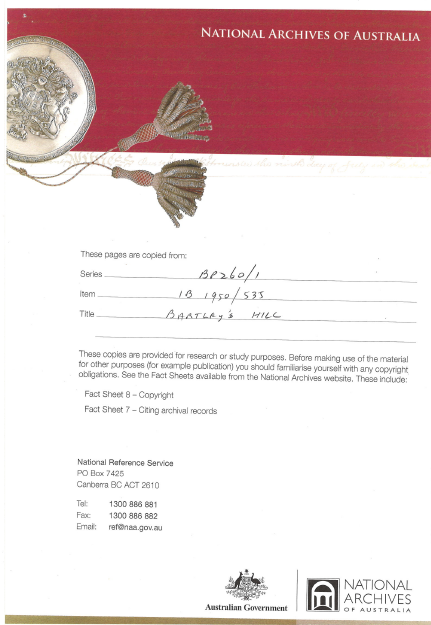 NATIONAL ARCHIVES OF AUSTRALIA
These pages are copied from:
Series BP260/1
Item 1B 1950/535
Title BARTLEY'S HILL
These copies are provided for research or study purposes. Before making use of the material
for other purposes (for example publication) you should familiarise yourself with any copyright
obligations. See the Fact Sheets available from the National Archives website. These include:
Fact Sheet 8 – Copyright
Fact Sheet 7 – Citing archival records
National Reference Service
PO Box 7425
Canberra BC ACT 2610
Tel: 1300 886 881
Fax: 1300 886 882
Email: ref@naa.gov.au
Australian Government
NATIONAL
ARCHIVES
OF AUSTRALIA